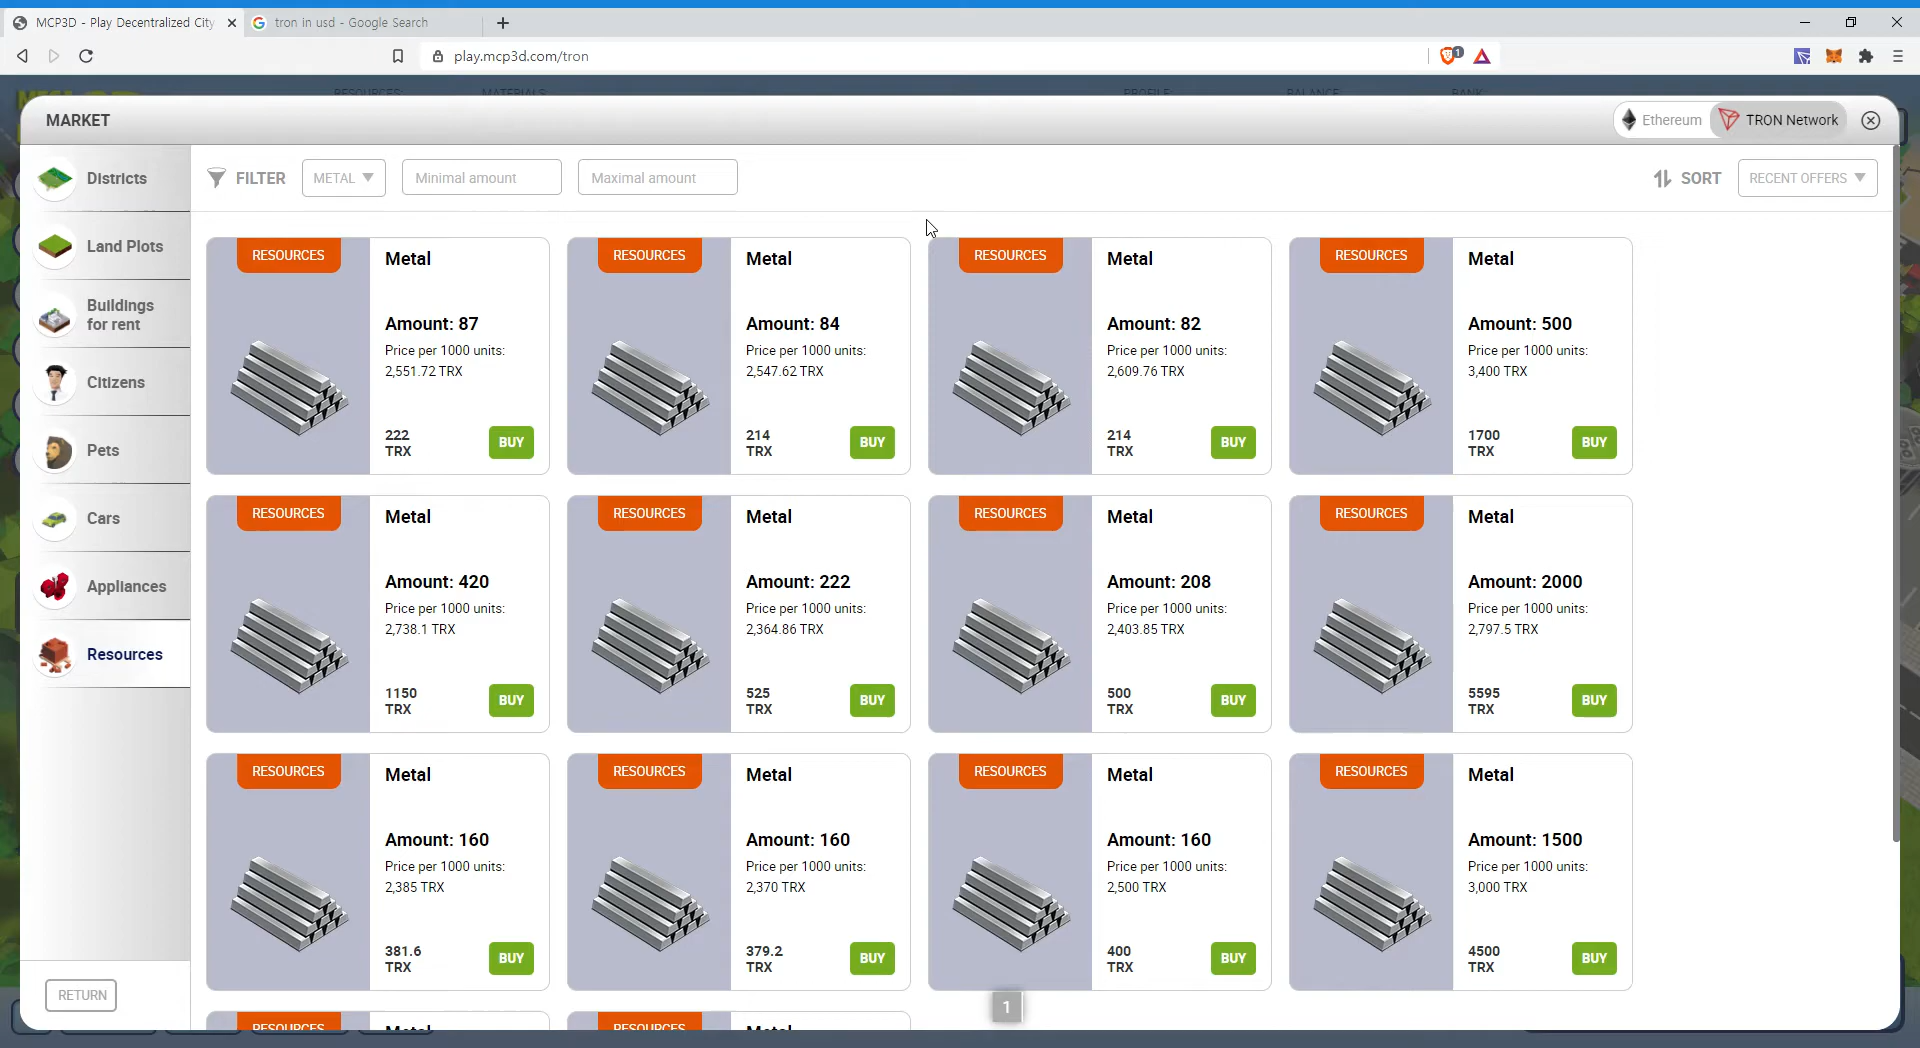 MCP3D - Play Decentralized City
tron in usd - Google Search
play.mcp3d.com/tron
1
RESOURCES:
MATERIALS:
PROFILE:
BALANCE:
BANK:
MARKET
Ethereum
TRON Network
Districts
Land Plots
Buildings
for rent
Citizens
Pets
Cars
Appliances
Resources
RETURN
FILTER
METAL
Minimal amount
Maximal amount
SORT
RECENT OFFERS
RESOURCES
Metal
Amount: 87
Price per 1000 units:
2,551.72 TRX
222
TRX
BUY
RESOURCES
Metal
Amount: 84
Price per 1000 units:
2,547.62 TRX
214
TRX
BUY
RESOURCES
Metal
Amount: 82
Price per 1000 units:
2,609.76 TRX
214
TRX
BUY
RESOURCES
Metal
Amount: 500
Price per 1000 units:
3,400 TRX
1700
TRX
BUY
RESOURCES
Metal
Amount: 420
Price per 1000 units:
2,738.1 TRX
1150
TRX
BUY
RESOURCES
Metal
Amount: 222
Price per 1000 units:
2,364.86 TRX
525
TRX
BUY
RESOURCES
Metal
Amount: 208
Price per 1000 units:
2,403.85 TRX
500
TRX
BUY
RESOURCES
Metal
Amount: 2000
Price per 1000 units:
2,797.5 TRX
5595
TRX
BUY
RESOURCES
Metal
Amount: 160
Price per 1000 units:
2,385 TRX
381.6
TRX
BUY
RESOURCES
Metal
Amount: 160
Price per 1000 units:
2,370 TRX
379.2
TRX
BUY
RESOURCES
Metal
Amount: 160
Price per 1000 units:
2,500 TRX
400
TRX
BUY
RESOURCES
Metal
Amount: 1500
Price per 1000 units:
3,000 TRX
4500
TRX
BUY
1
RESOURCES
Metal
RESOURCES
Metal